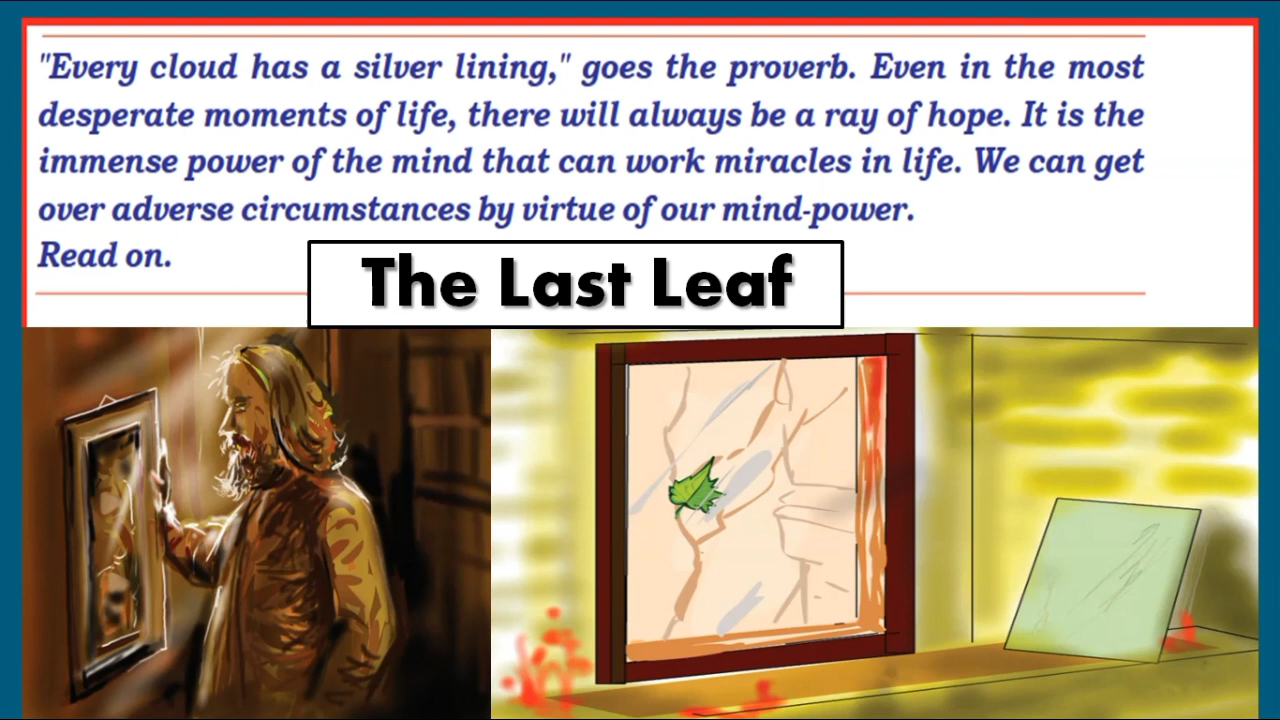 "Every cloud has a silver lining," goes the proverb. Even in the most
desperate moments of life, there will always be a ray of hope. It is the
immense power of the mind that can work miracles in life. We can get
over adverse circumstances by virtue of our mind-power.
Read on.
The Last Leaf